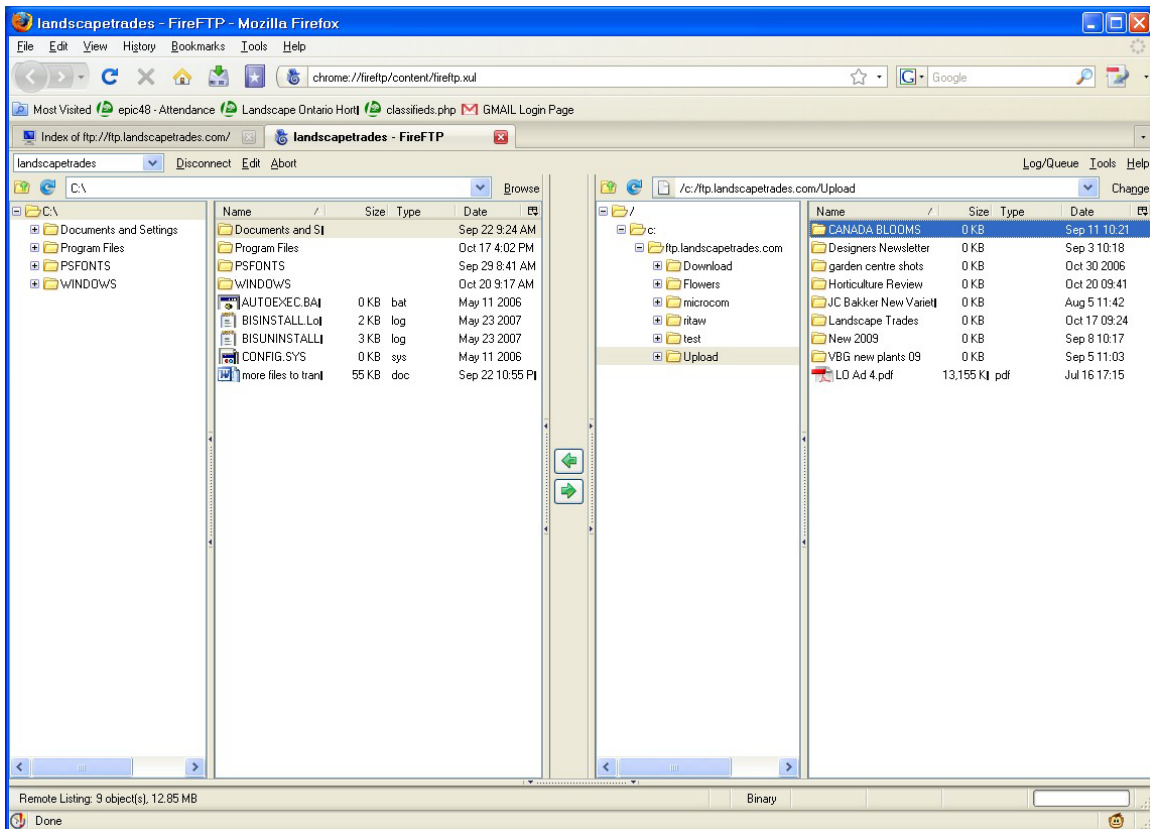 landscapetrades - FireFTP - Mozilla Firefox
File Edit View History Bookmarks Tools Help
chrome://fireftp/content/fireftp.xul G Google
Most Visited epic48 - Attendance Landscape Ontario Horti classifieds.php GMAIL Login Page
Index of ftp://ftp.landscapetrades.com/ landscapetrades - FireFTP
landscapetrades Disconnect Edit Abort Log/Queue Tools Help
C:\ Browse /c:/ftp.landscapetrades.com/Upload Change
C:\
Documents and Settings
Program Files
PSFONTS
WINDOWS
Name Size Type Date
Documents and S Sep 22 9:24 AM
Program Files Oct 17 4:02 PM
PSFONTS Sep 29 8:41 AM
WINDOWS Oct 20 9:17 AM
AUTOEXEC.BA 0 KB bat May 11 2006
BISINSTALL.Lo 2 KB log May 23 2007
BISUNINSTALL 3 KB log May 23 2007
CONFIG.SYS 0 KB sys May 11 2006
more files to tran 55 KB doc Sep 22 10:55 P
/
c:
ftp.landscapetrades.com
Download
Flowers
microcom
ritaw
test
Upload
Name Size Type Date
CANADA BLOOMS 0 KB Sep 11 10:21
Designers Newsletter 0 KB Sep 3 10:18
garden centre shots 0 KB Oct 30 2006
Horticulture Review 0 KB Oct 20 09:41
JC Bakker New Variet 0 KB Aug 5 11:42
Landscape Trades 0 KB Oct 17 09:24
New 2009 0 KB Sep 8 10:17
VBG new plants 09 0 KB Sep 5 11:03
LO Ad 4.pdf 13,155 K pdf Jul 16 17:15
Remote Listing: 9 object(s), 12.85 MB Binary
Done